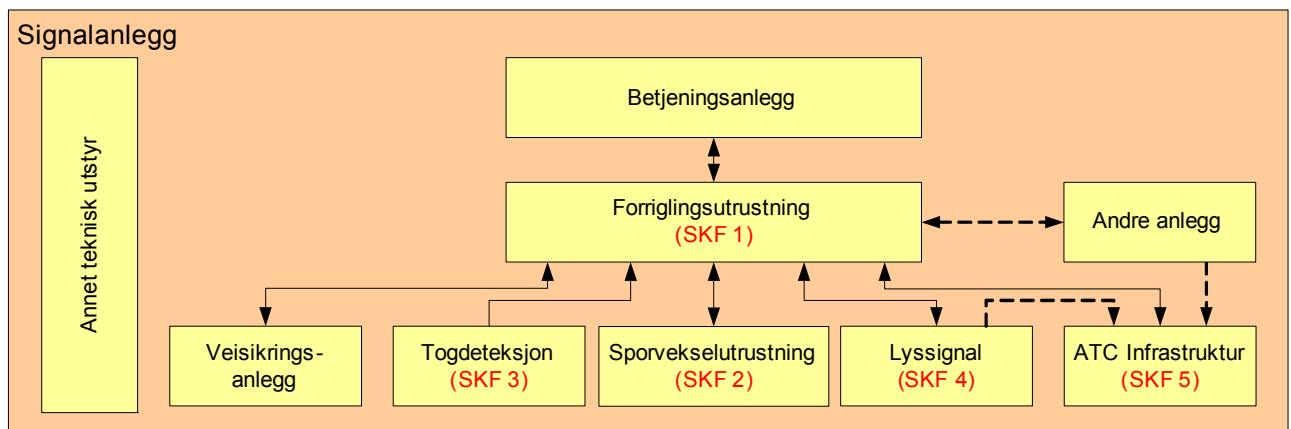 Signalanlegg
Annet teknisk utstyr
Betjeningsanlegg
Forriglingsutrustning
(SKF 1)
Andre anlegg
Veisikrings-
anlegg
Togdeteksjon
(SKF 3)
Sporvekselutrustning
(SKF 2)
Lyssignal
(SKF 4)
ATC Infrastruktur
(SKF 5)